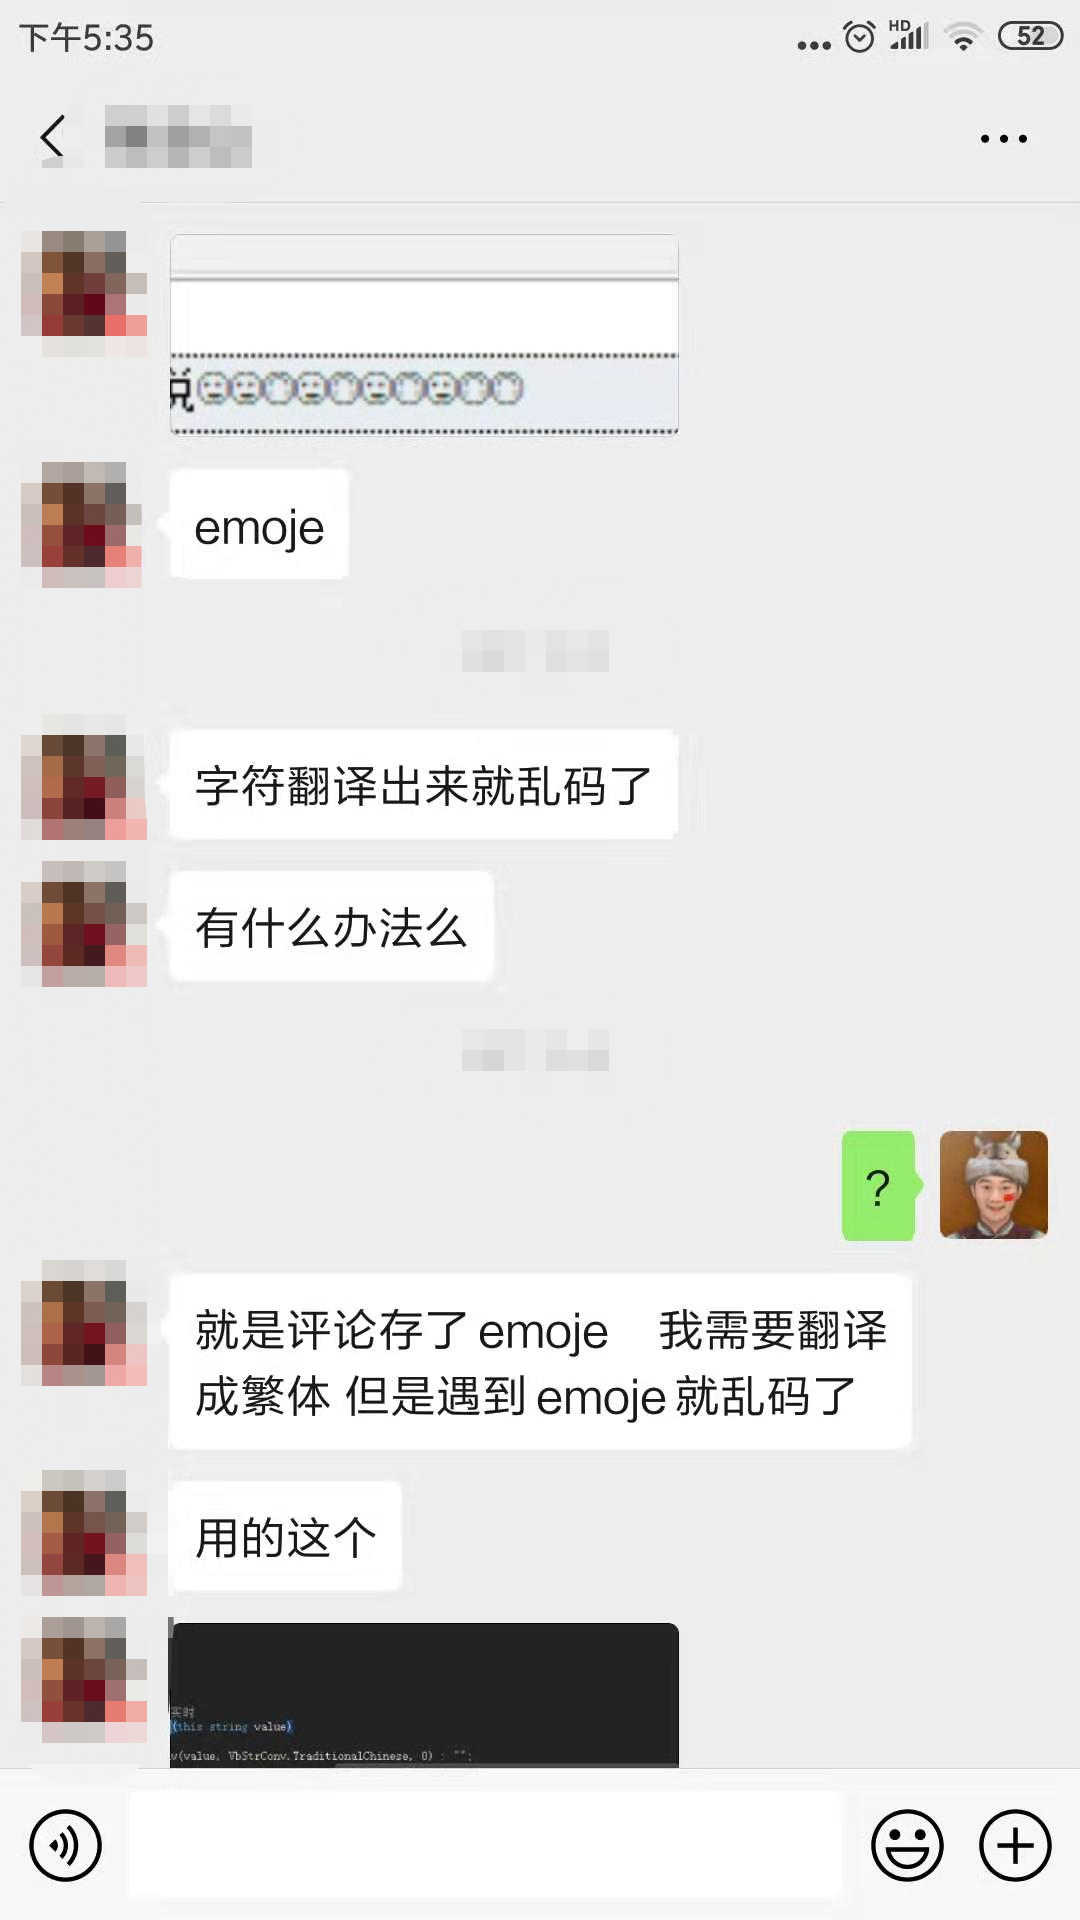 下午5:35
HD
52
说
emoje
字符翻译出来就乱码了
有什么办法么
?
就是评论存了emoje 我需要翻译
成繁体 但是遇到emoje就乱码了
用的这个
实时
(this string value)
v(value, VbStrConv.TraditionalChinese, 0) : "";